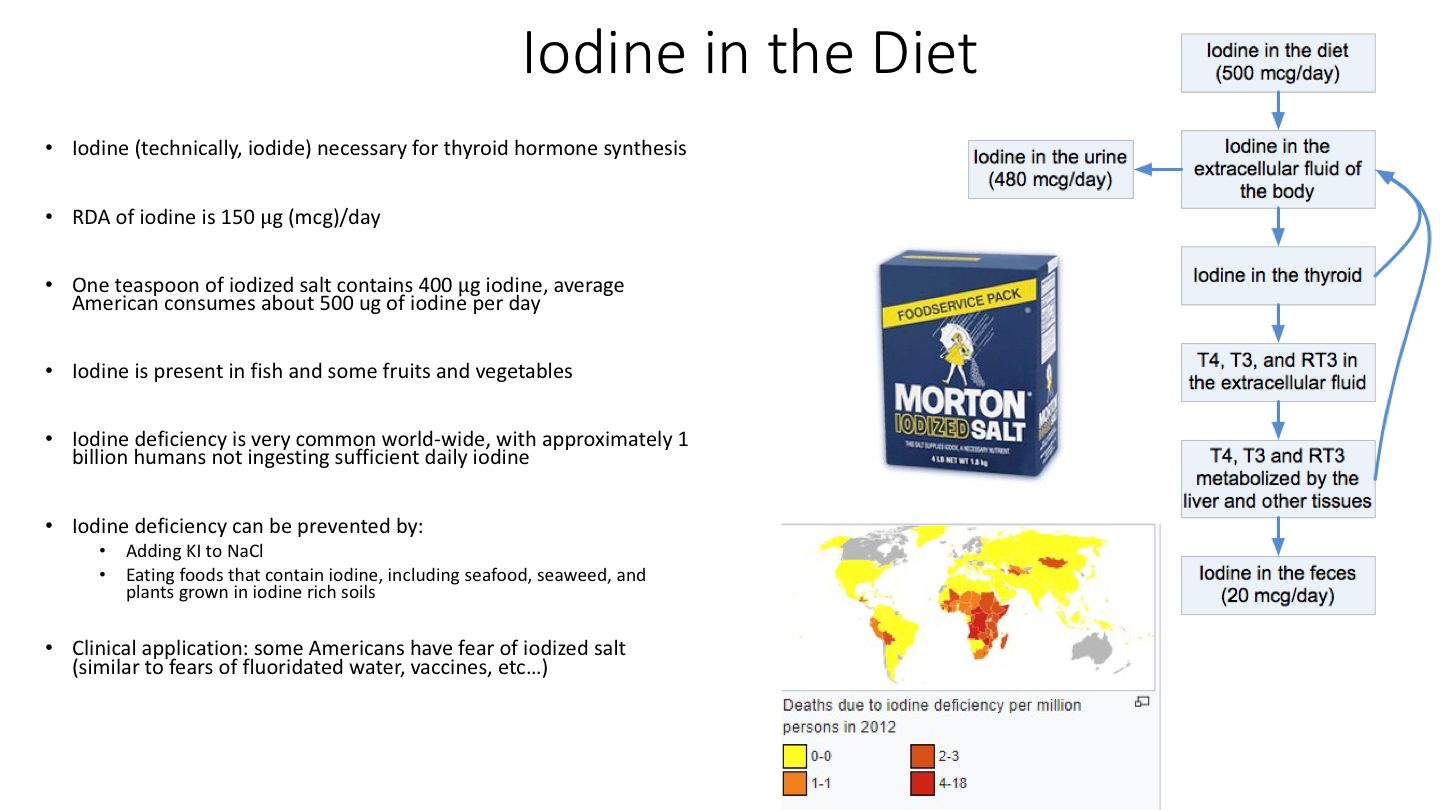 Iodine in the Diet
• Iodine (technically, iodide) necessary for thyroid hormone synthesis
• RDA of iodine is 150 μg (mcg)/day
• One teaspoon of iodized salt contains 400 μg iodine, average
American consumes about 500 ug of iodine per day
• Iodine is present in fish and some fruits and vegetables
• Iodine deficiency is very common world-wide, with approximately 1
billion humans not ingesting sufficient daily iodine
• Iodine deficiency can be prevented by:
• Adding KI to NaCl
• Eating foods that contain iodine, including seafood, seaweed, and
plants grown in iodine rich soils
• Clinical application: some Americans have fear of iodized salt
(similar to fears of fluoridated water, vaccines, etc…)
Iodine in the diet
(500 mcg/day)
Iodine in the urine
(480 mcg/day)
Iodine in the
extracellular fluid of
the body
Iodine in the thyroid
T4, T3, and RT3 in
the extracellular fluid
T4, T3 and RT3
metabolized by the
liver and other tissues
Iodine in the feces
(20 mcg/day)
FOODSERVICE PACK
MORTON
IODIZED SALT
THIS SALT SUPPLIES IODIDE, A NECESSARY NUTRIENT.
4 LB NET WT 1.8 kg
Deaths due to iodine deficiency per million
persons in 2012
0-0
2-3
1-1
4-18